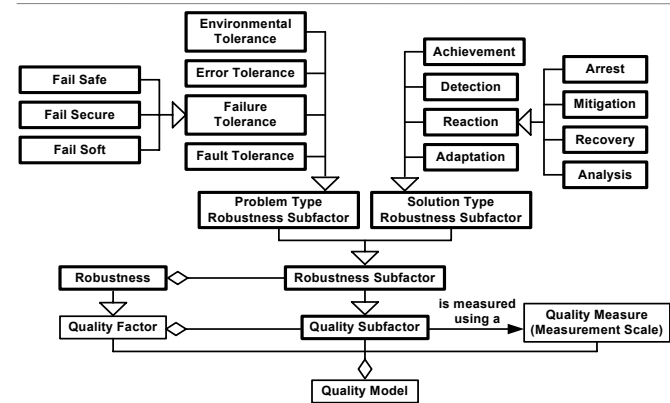 Environmental
Tolerance
Error Tolerance
Failure
Tolerance
Fault Tolerance
Fail Safe
Fail Secure
Fail Soft
Achievement
Detection
Reaction
Adaptation
Arrest
Mitigation
Recovery
Analysis
Problem Type
Robustness Subfactor
Solution Type
Robustness Subfactor
Robustness
Robustness Subfactor
Quality Factor
Quality Subfactor
is measured
using a
Quality Measure
(Measurement Scale)
Quality Model